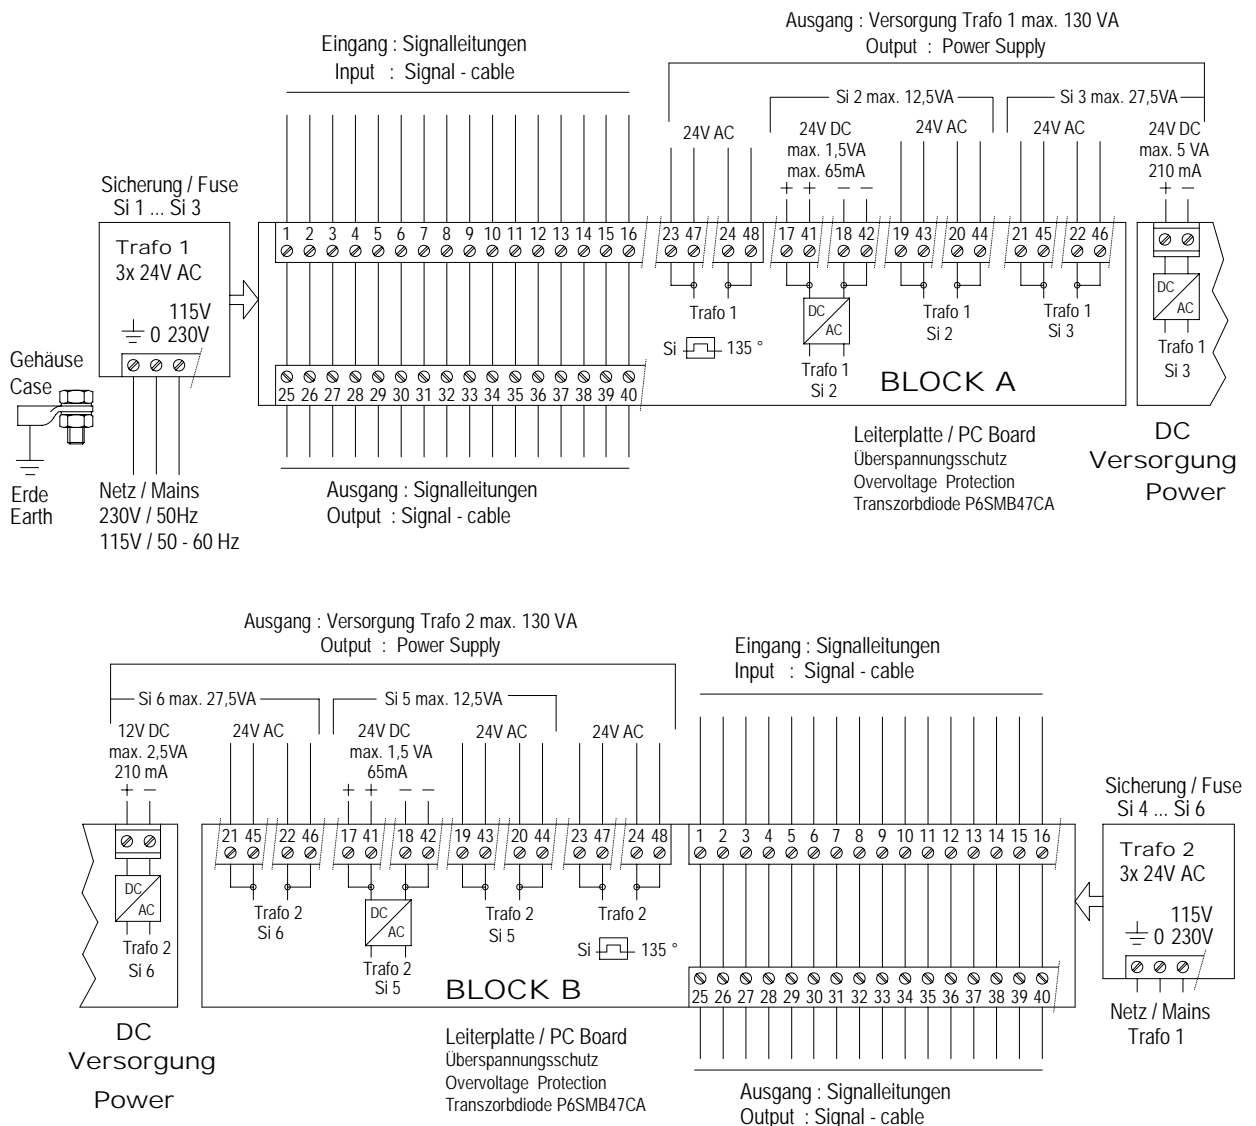 Ausgang : Versorgung Trafo 1 max. 130 VA
Output : Power Supply
Eingang : Signalleitungen
Input : Signal - cable
Si 2 max. 12,5VA
Si 3 max. 27,5VA
24V AC
24V DC
max. 1,5VA
max. 65mA
+ + − −
24V AC
24V AC
24V DC
max. 5 VA
210 mA
+ −
Sicherung / Fuse
Si 1 ... Si 3
Trafo 1
3x 24V AC
115V
0 230V
1 2 3 4 5 6 7 8 9 10 11 12 13 14 15 16
23 47 24 48 17 41 18 42 19 43 20 44 21 45 22 46
Trafo 1
Si 135 °
DC
AC
Trafo 1
Si 2
Trafo 1
Si 2
Trafo 1
Si 3
DC
AC
Trafo 1
Si 3
BLOCK A
25 26 27 28 29 30 31 32 33 34 35 36 37 38 39 40
Gehäuse
Case
Erde
Earth
Netz / Mains
230V / 50Hz
115V / 50 - 60 Hz
Ausgang : Signalleitungen
Output : Signal - cable
Leiterplatte / PC Board
Überspannungsschutz
Overvoltage Protection
Transzorbdiode P6SMB47CA
DC
Versorgung
Power
Ausgang : Versorgung Trafo 2 max. 130 VA
Output : Power Supply
Eingang : Signalleitungen
Input : Signal - cable
Si 6 max. 27,5VA
Si 5 max. 12,5VA
12V DC
max. 2,5VA
210 mA
+ −
24V AC
24V DC
max. 1,5 VA
65mA
+ + − −
24V AC
24V AC
Sicherung / Fuse
Si 4 ... Si 6
Trafo 2
3x 24V AC
115V
0 230V
21 45 22 46 17 41 18 42 19 43 20 44 23 47 24 48
1 2 3 4 5 6 7 8 9 10 11 12 13 14 15 16
DC
AC
Trafo 2
Si 6
Trafo 2
Si 6
DC
AC
Trafo 2
Si 5
Trafo 2
Si 5
Trafo 2
Si 135 °
BLOCK B
25 26 27 28 29 30 31 32 33 34 35 36 37 38 39 40
Netz / Mains
Trafo 1
DC
Versorgung
Power
Leiterplatte / PC Board
Überspannungsschutz
Overvoltage Protection
Transzorbdiode P6SMB47CA
Ausgang : Signalleitungen
Output : Signal - cable